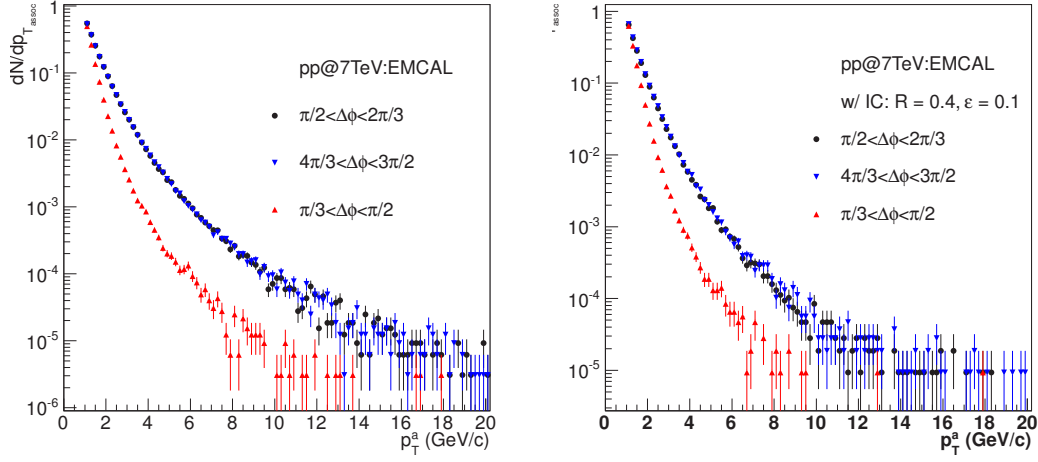 dN/dp_T_assoc
1
10^-1
10^-2
10^-3
10^-4
10^-5
10^-6
pp@7TeV:EMCAL
π/2<Δϕ<2π/3
4π/3<Δϕ<3π/2
π/3<Δϕ<π/2
0 2 4 6 8 10 12 14 16 18 20
p_T^a (GeV/c)
' assoc
1
10^-1
10^-2
10^-3
10^-4
10^-5
pp@7TeV:EMCAL
w/ IC: R = 0.4, ε = 0.1
π/2<Δϕ<2π/3
4π/3<Δϕ<3π/2
π/3<Δϕ<π/2
0 2 4 6 8 10 12 14 16 18 20
p_T^a (GeV/c)